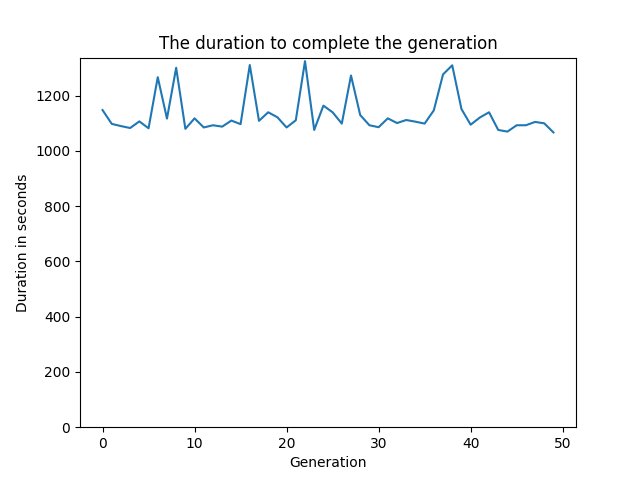 The duration to complete the generation
1200
1000
800
600
400
200
0
Duration in seconds
0 10 20 30 40 50
Generation